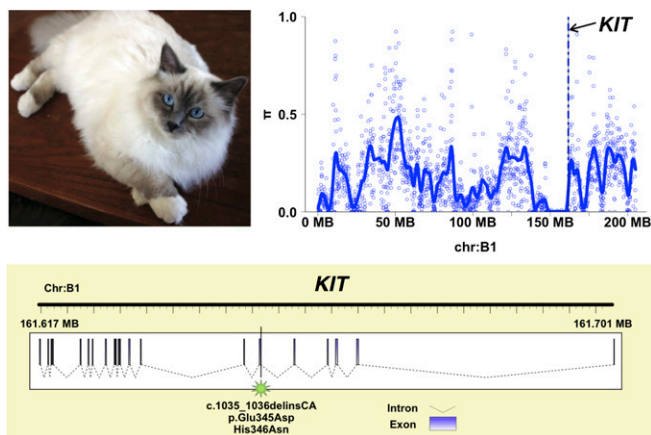 1.0
π
0.5
0.0
KIT
0 MB 50 MB 100 MB 150 MB 200 MB
chr:B1
Chr:B1
KIT
161.617 MB 161.701 MB
c.1035_1036delinsCA
p.Glu345Asp
His346Asn
Intron
Exon